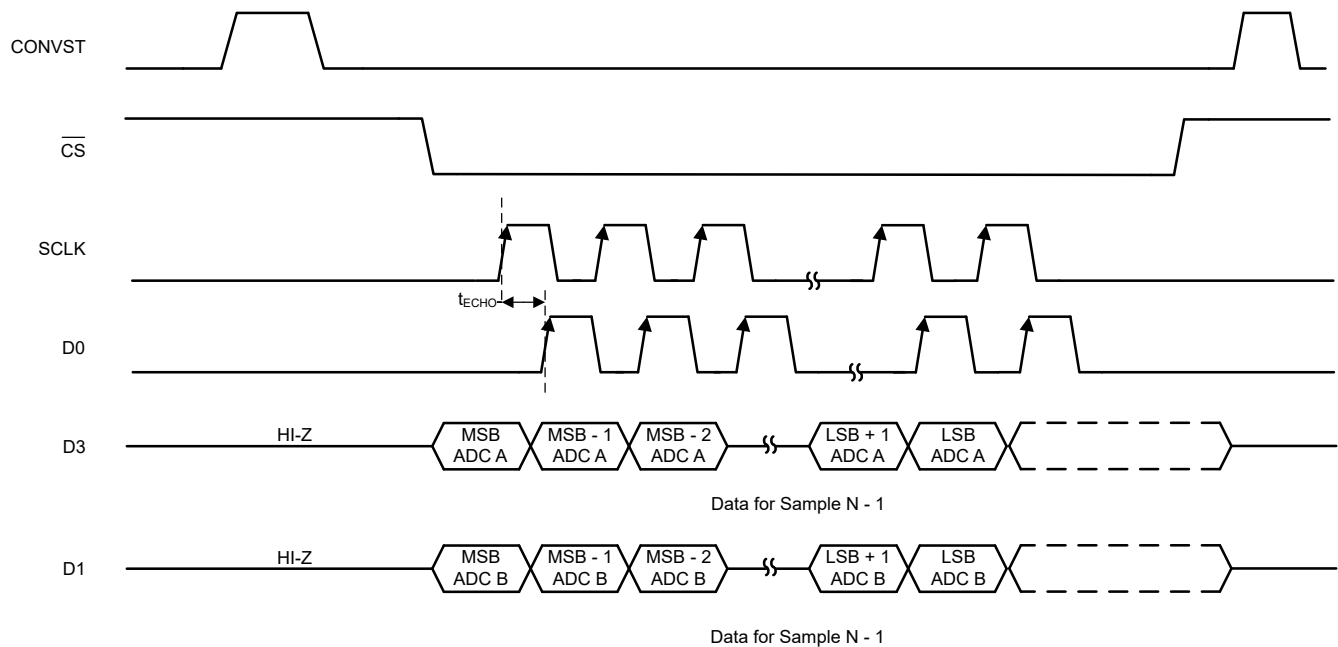 CONVST
CS
SCLK
tECHO
D0
D3
HI-Z
MSB
ADC A
MSB - 1
ADC A
MSB - 2
ADC A
LSB + 1
ADC A
LSB
ADC A
Data for Sample N - 1
D1
HI-Z
MSB
ADC B
MSB - 1
ADC B
MSB - 2
ADC B
LSB + 1
ADC B
LSB
ADC B
Data for Sample N - 1